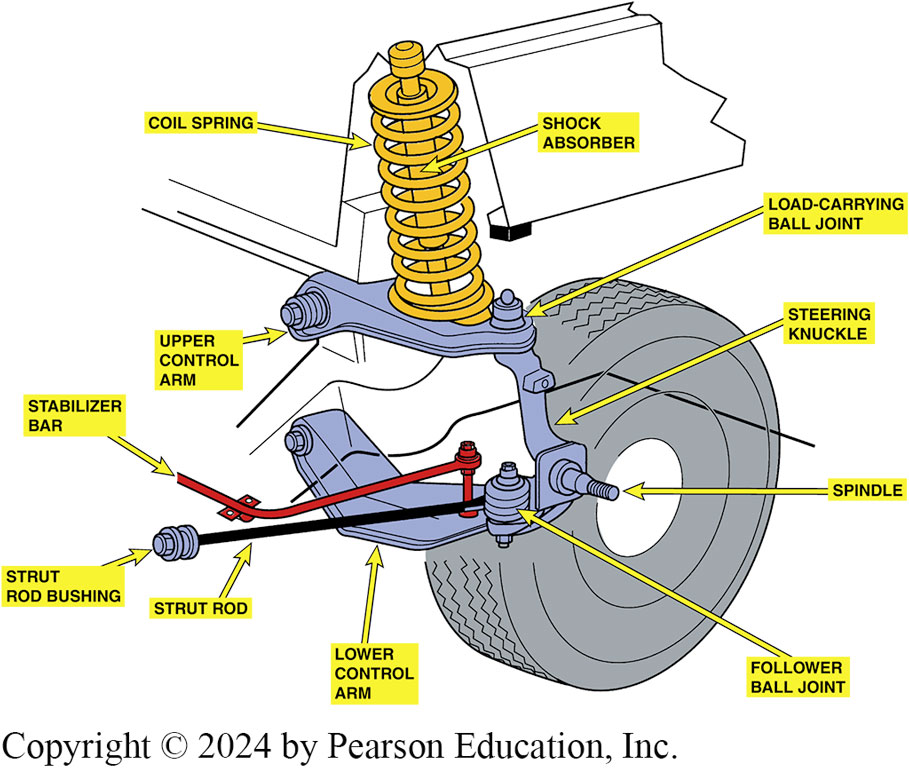 COIL SPRING
SHOCK
ABSORBER
LOAD-CARRYING
BALL JOINT
STEERING
KNUCKLE
UPPER
CONTROL
ARM
STABILIZER
BAR
SPINDLE
STRUT
ROD BUSHING
STRUT ROD
LOWER
CONTROL
ARM
FOLLOWER
BALL JOINT
Copyright © 2024 by Pearson Education, Inc.